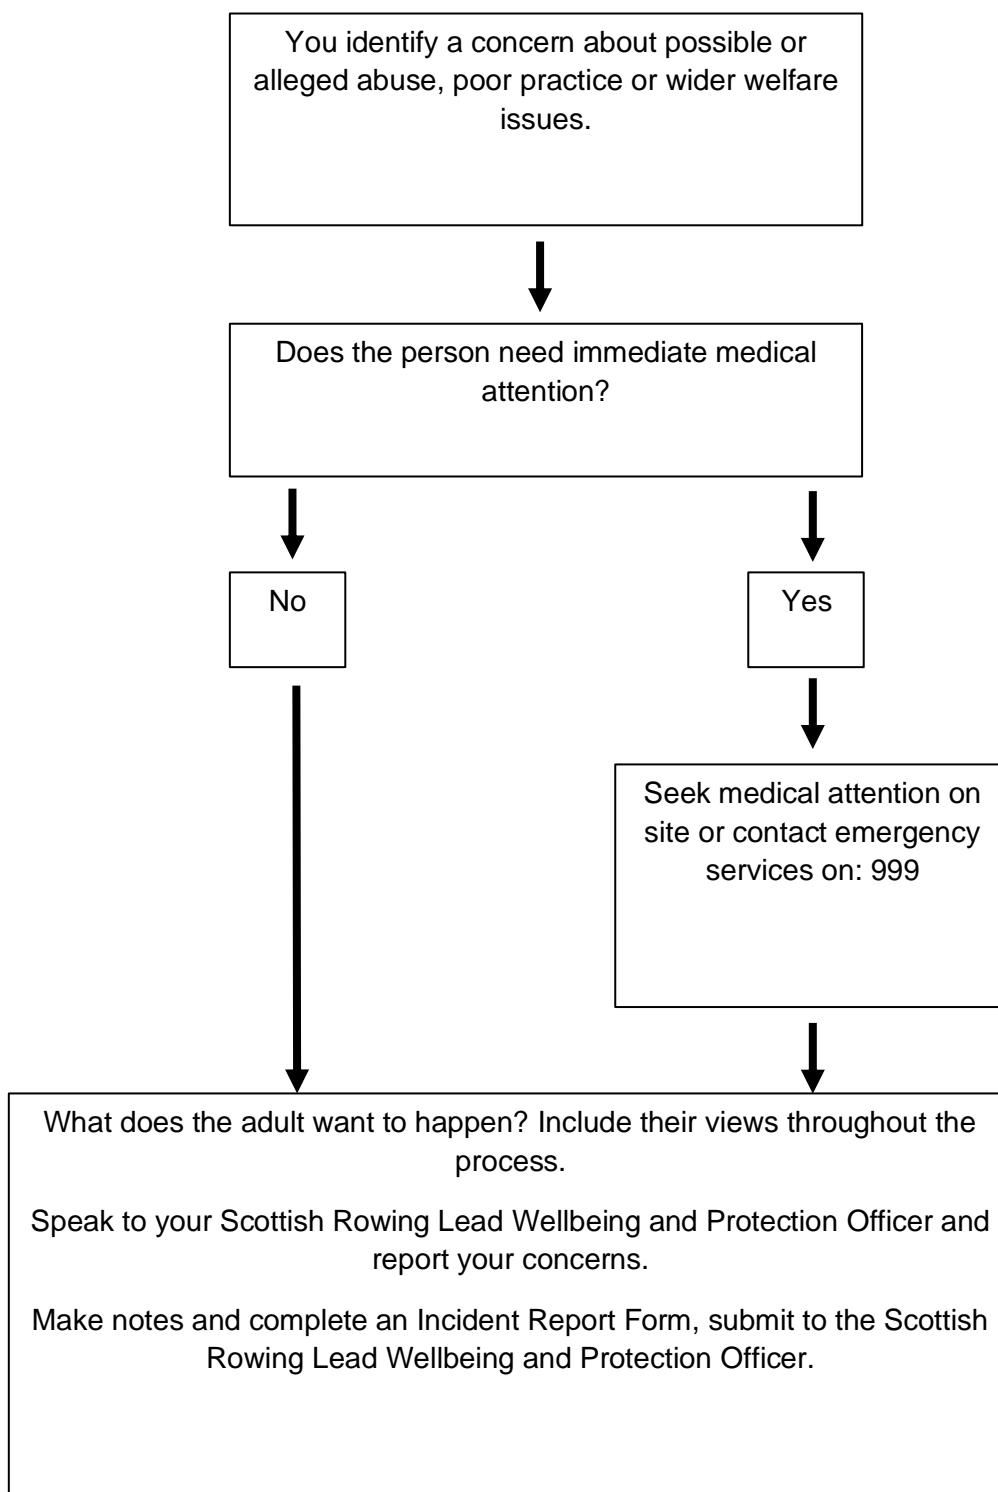 You identify a concern about possible or
alleged abuse, poor practice or wider welfare
issues.
Does the person need immediate medical
attention?
No
Yes
Seek medical attention on
site or contact emergency
services on: 999
What does the adult want to happen? Include their views throughout the
process.
Speak to your Scottish Rowing Lead Wellbeing and Protection Officer and
report your concerns.
Make notes and complete an Incident Report Form, submit to the Scottish
Rowing Lead Wellbeing and Protection Officer.